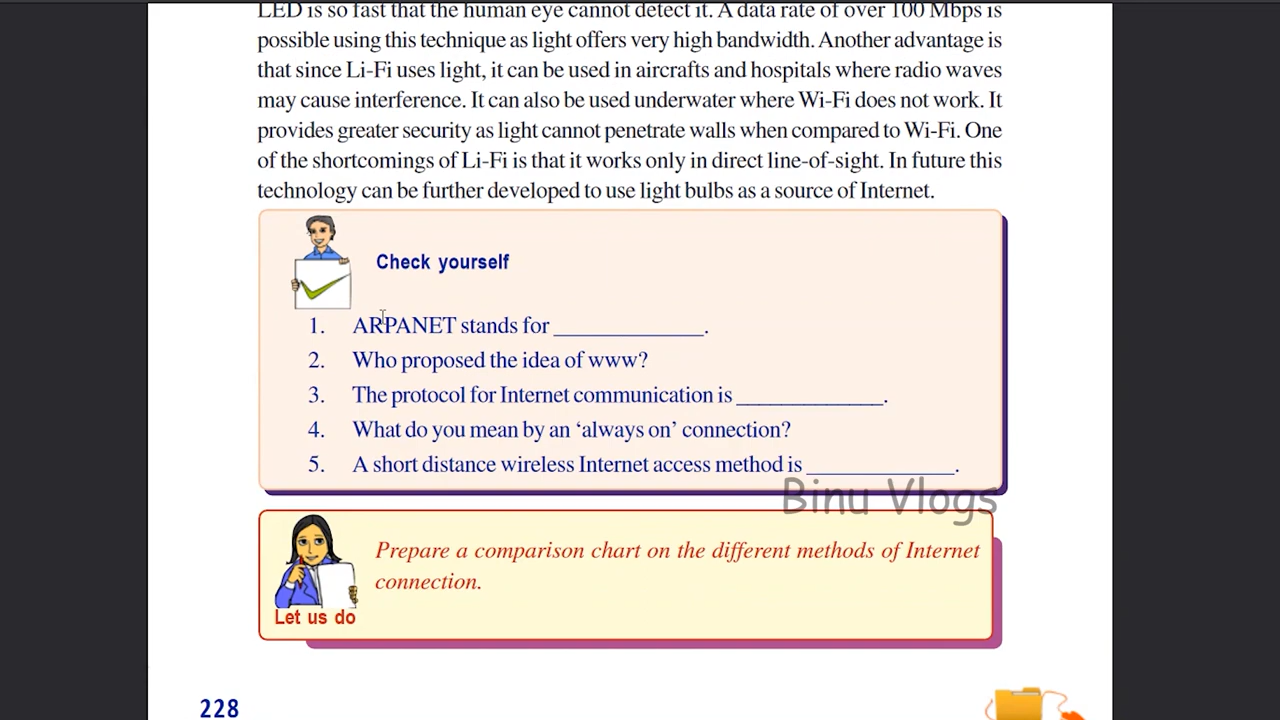 LED is so fast that the human eye cannot detect it. A data rate of over 100 Mbps is
possible using this technique as light offers very high bandwidth. Another advantage is
that since Li-Fi uses light, it can be used in aircrafts and hospitals where radio waves
may cause interference. It can also be used underwater where Wi-Fi does not work. It
provides greater security as light cannot penetrate walls when compared to Wi-Fi. One
of the shortcomings of Li-Fi is that it works only in direct line-of-sight. In future this
technology can be further developed to use light bulbs as a source of Internet.
Check yourself
1. ARPANET stands for ______________.
2. Who proposed the idea of www?
3. The protocol for Internet communication is ______________.
4. What do you mean by an ‘always on’ connection?
5. A short distance wireless Internet access method is ______________.
Binu Vlogs
Prepare a comparison chart on the different methods of Internet
connection.
Let us do
228